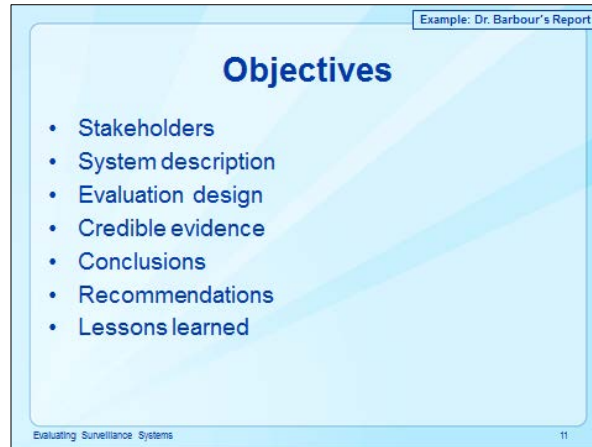 Example: Dr. Barbour's Report
Objectives
• Stakeholders
• System description
• Evaluation design
• Credible evidence
• Conclusions
• Recommendations
• Lessons learned
Evaluating Surveillance Systems
11